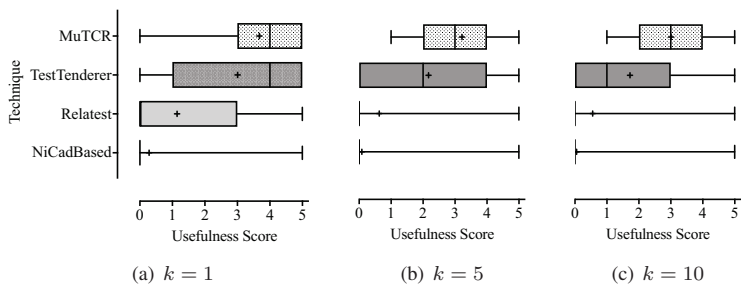 Technique
MuTCR
TestTenderer
Relatest
NiCadBased
0 1 2 3 4 5
Usefulness Score
(a) k = 1
0 1 2 3 4 5
Usefulness Score
(b) k = 5
0 1 2 3 4 5
Usefulness Score
(c) k = 10